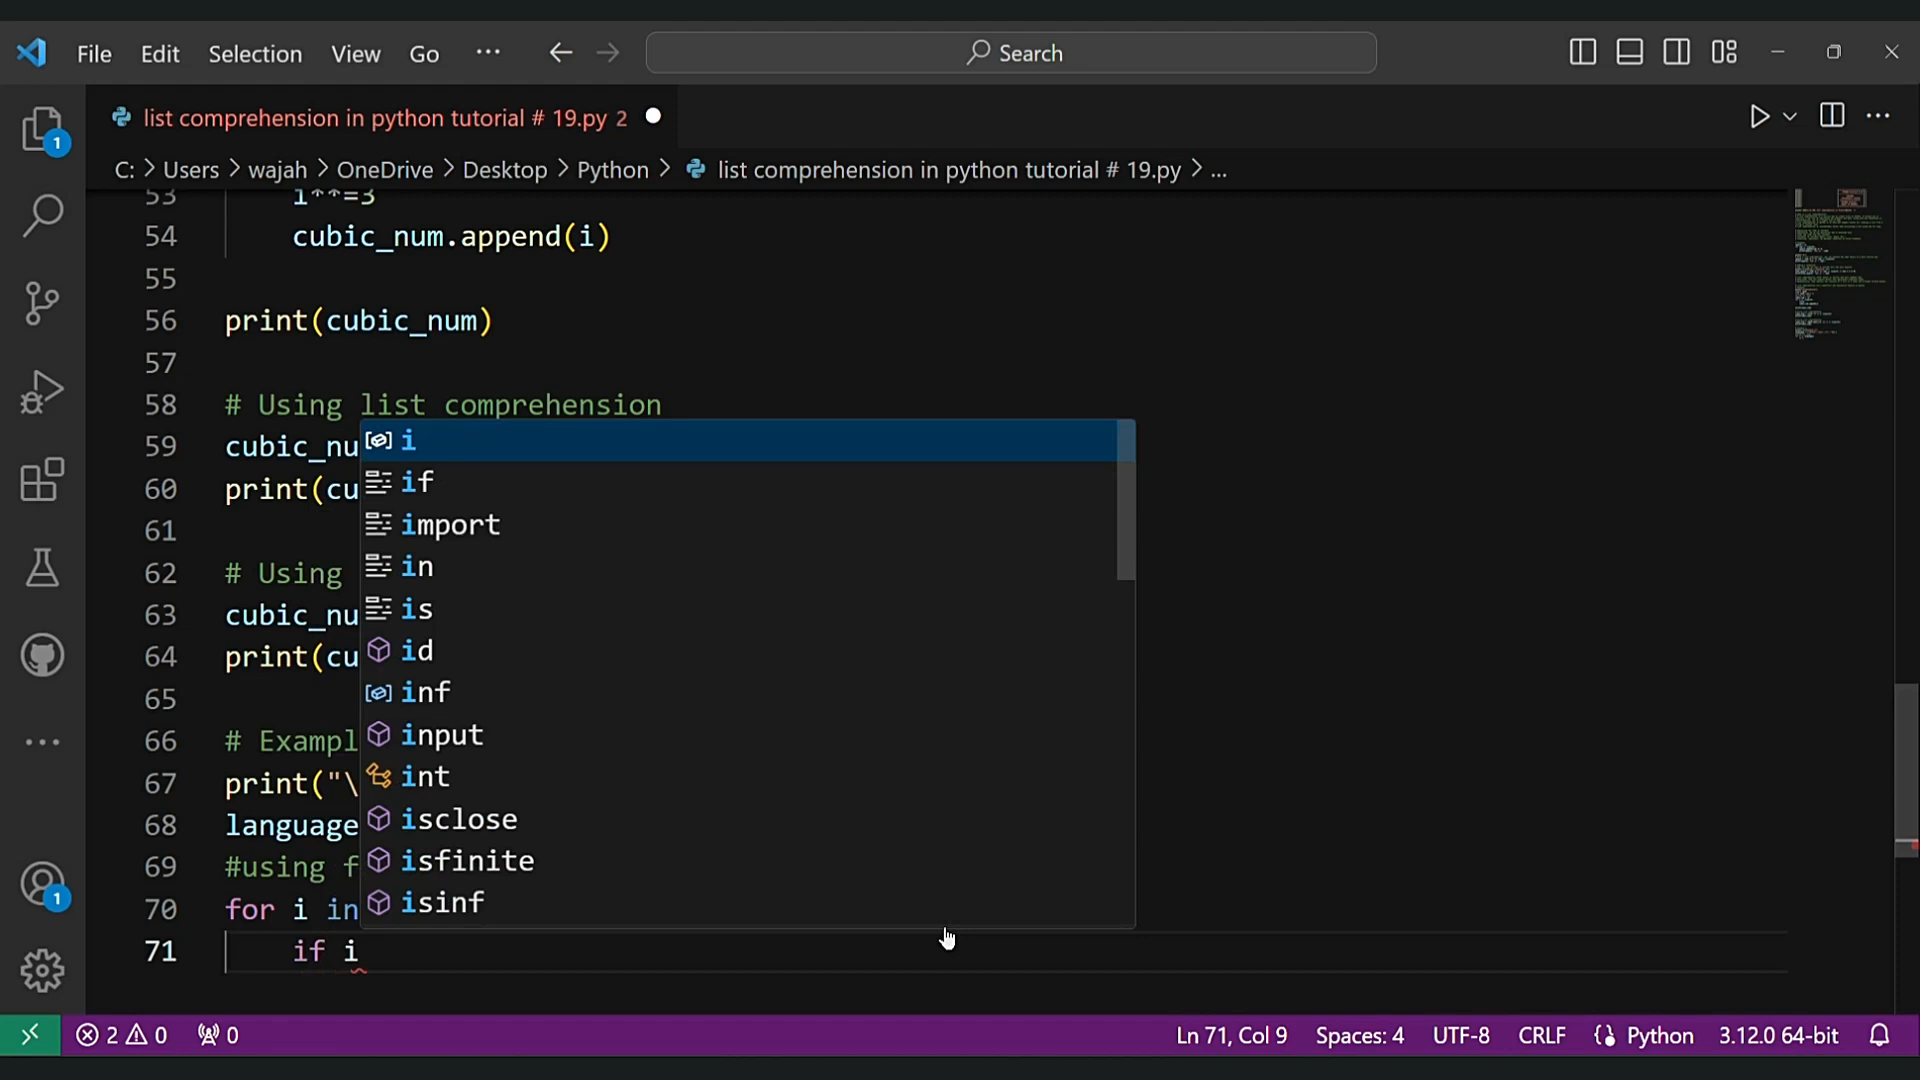 File Edit Selection View Go ··· Search
list comprehension in python tutorial # 19.py 2
1
C: > Users > wajah > OneDrive > Desktop > Python > list comprehension in python tutorial # 19.py > ...
53 i**=3
54 cubic_num.append(i)
55
56 print(cubic_num)
57
58 # Using list comprehension
59 cubic_nu
60 print(cu
61
62 # Using
63 cubic_nu
64 print(cu
65
66 # Exampl
67 print("\
68 language
69 #using f
70 for i in
71 if i
i
if
import
in
is
id
inf
input
int
isclose
isfinite
isinf
1
2 0 0 Ln 71, Col 9 Spaces: 4 UTF-8 CRLF Python 3.12.0 64-bit